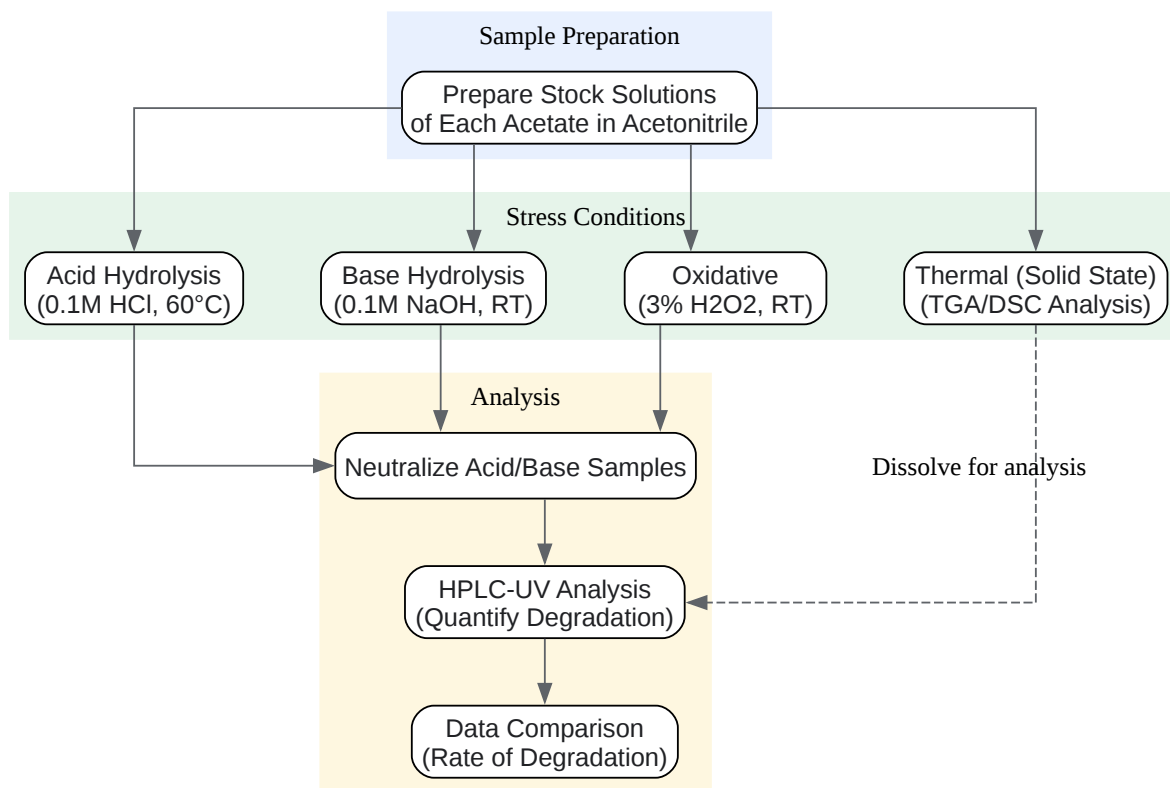 Sample Preparation
Prepare Stock Solutions
of Each Acetate in Acetonitrile
Stress Conditions
Acid Hydrolysis
(0.1M HCl, 60°C)
Base Hydrolysis
(0.1M NaOH, RT)
Oxidative
(3% H2O2, RT)
Thermal (Solid State)
(TGA/DSC Analysis)
Analysis
Neutralize Acid/Base Samples
Dissolve for analysis
HPLC-UV Analysis
(Quantify Degradation)
Data Comparison
(Rate of Degradation)